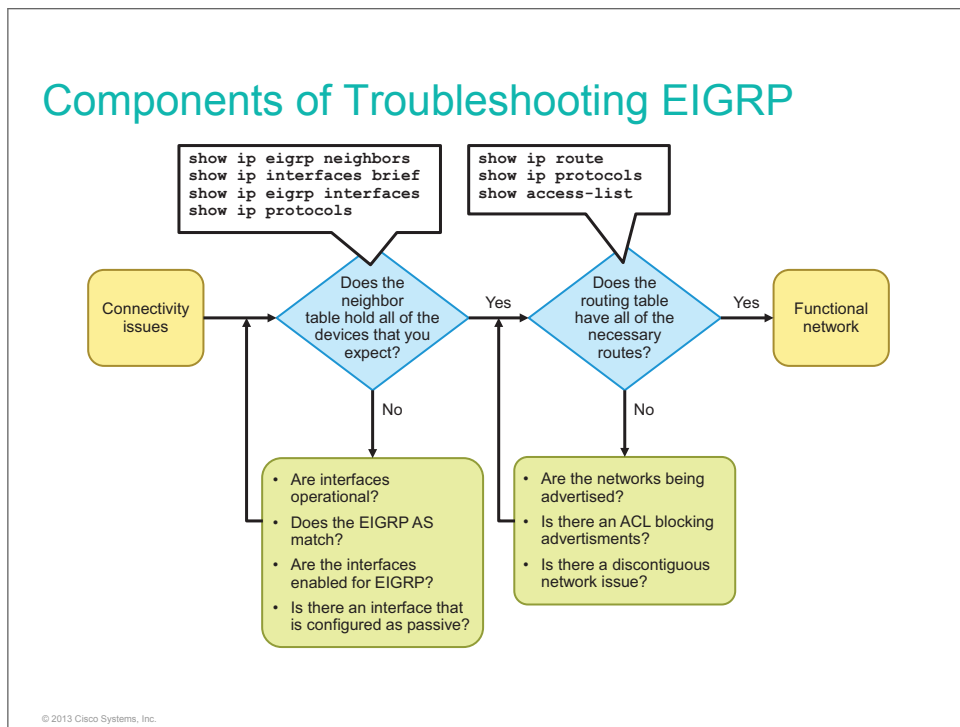 Components of Troubleshooting EIGRP
show ip eigrp neighbors
show ip interfaces brief
show ip eigrp interfaces
show ip protocols
show ip route
show ip protocols
show access-list
Connectivity
issues
Does the
neighbor
table hold all of the
devices that you
expect?
Yes
Does the
routing table
have all of the
necessary
routes?
Yes
Functional
network
No
No
• Are interfaces
operational?
• Does the EIGRP AS
match?
• Are the interfaces
enabled for EIGRP?
• Is there an interface that
is configured as passive?
• Are the networks being
advertised?
• Is there an ACL blocking
advertisments?
• Is there a discontiguous
network issue?
© 2013 Cisco Systems, Inc.